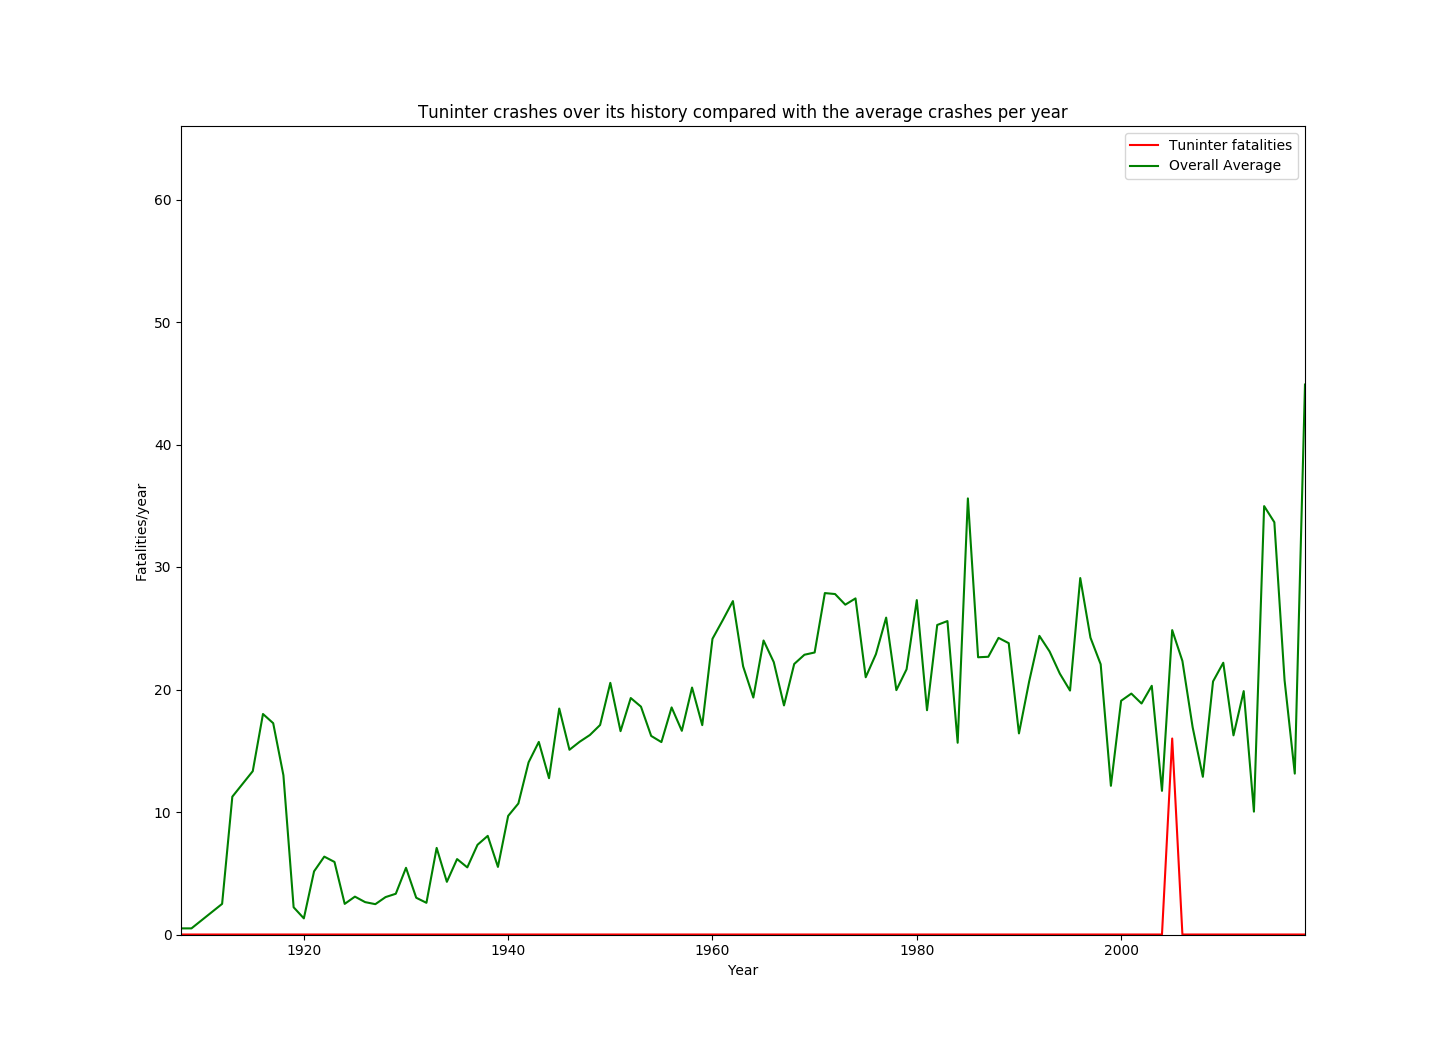 Tuninter crashes over its history compared with the average crashes per year
Tuninter fatalities
Overall Average
60
50
40
30
20
10
0
Fatalities/year
1920 1940 1960 1980 2000
Year